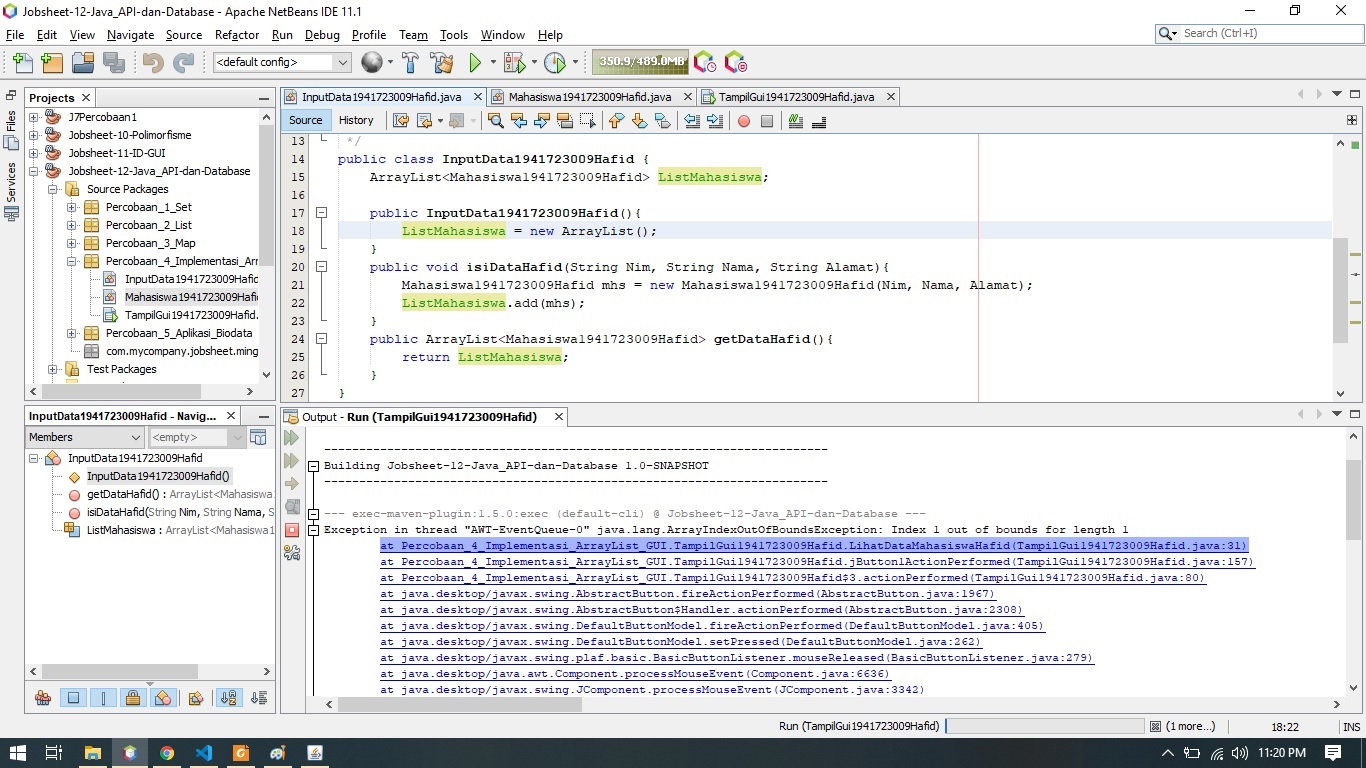 Jobsheet-12-Java_API-dan-Database - Apache NetBeans IDE 11.1
File Edit View Navigate Source Refactor Run Debug Profile Team Tools Window Help
Search (Ctrl+I)
<default config>
350.9/489.0MB
Files
Services
Projects
J7Percobaan1
Jobsheet-10-Polimorfisme
Jobsheet-11-ID-GUI
Jobsheet-12-Java_API-dan-Database
Source Packages
Percobaan_1_Set
Percobaan_2_List
Percobaan_3_Map
Percobaan_4_Implementasi_Arr
InputData1941723009Hafid
Mahasiswa1941723009Hafid
TampilGui1941723009Hafid.
Percobaan_5_Aplikasi_Biodata
com.mycompany.jobsheet.ming
Test Packages
InputData1941723009Hafid.java Mahasiswa1941723009Hafid.java TampilGui1941723009Hafid.java
Source History
13 */
14 public class InputData1941723009Hafid {
15 ArrayList<Mahasiswa1941723009Hafid> ListMahasiswa;
16
17 public InputData1941723009Hafid(){
18 ListMahasiswa = new ArrayList();
19 }
20 public void isiDataHafid(String Nim, String Nama, String Alamat){
21 Mahasiswa1941723009Hafid mhs = new Mahasiswa1941723009Hafid(Nim, Nama, Alamat);
22 ListMahasiswa.add(mhs);
23 }
24 public ArrayList<Mahasiswa1941723009Hafid> getDataHafid(){
25 return ListMahasiswa;
26 }
27 }
InputData1941723009Hafid - Navig...
Members <empty>
InputData1941723009Hafid
InputData1941723009Hafid()
getDataHafid() : ArrayList<Mahasiswa1
isiDataHafid(String Nim, String Nama, S
ListMahasiswa : ArrayList<Mahasiswa1
Output - Run (TampilGui1941723009Hafid)
------------------------------------------------------------------------
Building Jobsheet-12-Java_API-dan-Database 1.0-SNAPSHOT
------------------------------------------------------------------------
--- exec-maven-plugin:1.5.0:exec (default-cli) @ Jobsheet-12-Java_API-dan-Database ---
Exception in thread "AWT-EventQueue-0" java.lang.ArrayIndexOutOfBoundsException: Index 1 out of bounds for length 1
at Percobaan_4_Implementasi_ArrayList_GUI.TampilGui1941723009Hafid.LihatDataMahasiswaHafid(TampilGui1941723009Hafid.java:31)
at Percobaan_4_Implementasi_ArrayList_GUI.TampilGui1941723009Hafid.jButton1ActionPerformed(TampilGui1941723009Hafid.java:157)
at Percobaan_4_Implementasi_ArrayList_GUI.TampilGui1941723009Hafid$3.actionPerformed(TampilGui1941723009Hafid.java:80)
at java.desktop/javax.swing.AbstractButton.fireActionPerformed(AbstractButton.java:1967)
at java.desktop/javax.swing.AbstractButton$Handler.actionPerformed(AbstractButton.java:2308)
at java.desktop/javax.swing.DefaultButtonModel.fireActionPerformed(DefaultButtonModel.java:405)
at java.desktop/javax.swing.DefaultButtonModel.setPressed(DefaultButtonModel.java:262)
at java.desktop/javax.swing.plaf.basic.BasicButtonListener.mouseReleased(BasicButtonListener.java:279)
at java.desktop/java.awt.Component.processMouseEvent(Component.java:6636)
at java.desktop/javax.swing.JComponent.processMouseEvent(JComponent.java:3342)
Run (TampilGui1941723009Hafid) (1 more...) 18:22 INS
11:20 PM